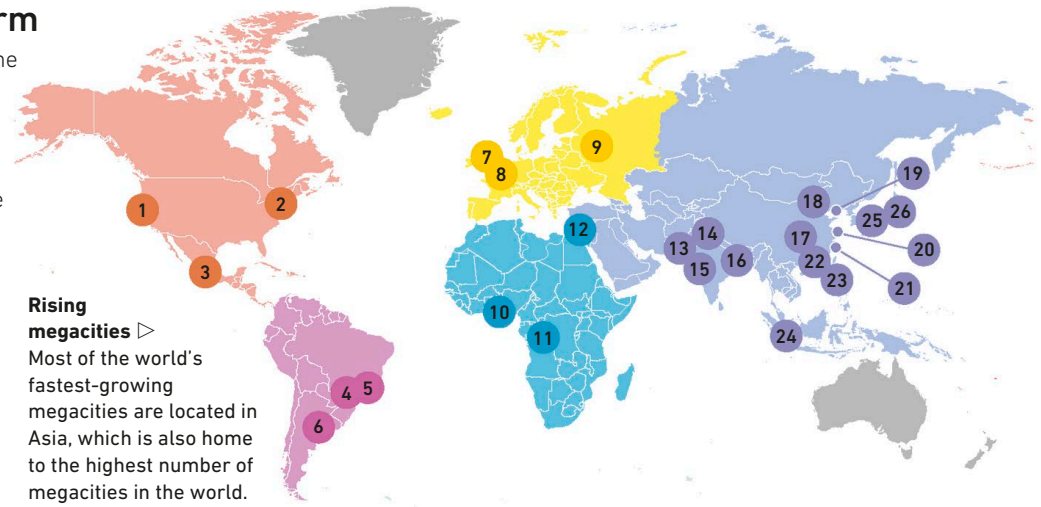 rm
ne
e
Rising
megacities ▷
Most of the world's
fastest-growing
megacities are located in
Asia, which is also home
to the highest number of
megacities in the world.
1
2
3
4
5
6
7
8
9
10
11
12
13
14
15
16
17
18
19
20
21
22
23
24
25
26